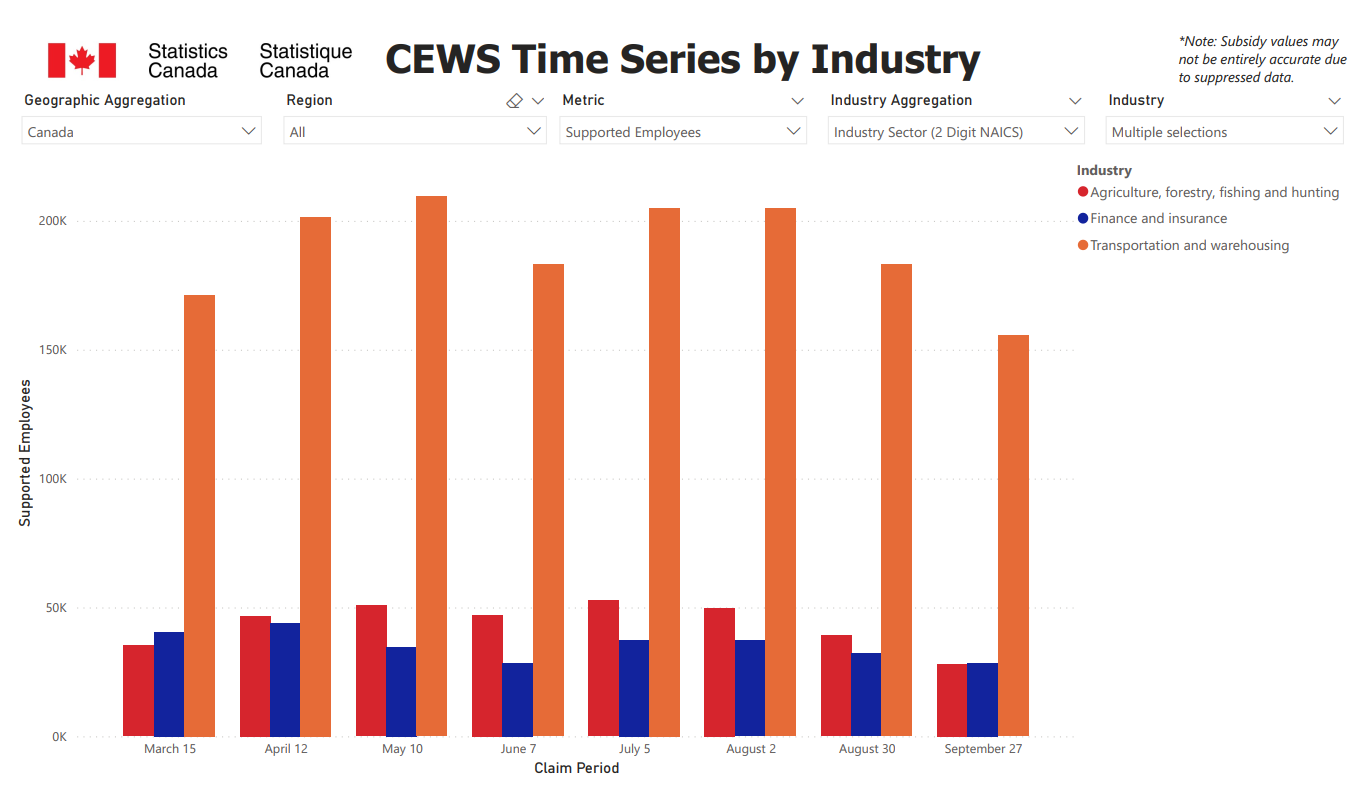 Statistics
Canada
Statistique
Canada
CEWS Time Series by Industry
*Note: Subsidy values may
not be entirely accurate due
to suppressed data.
Geographic Aggregation
Region
Metric
Industry Aggregation
Industry
Canada
All
Supported Employees
Industry Sector (2 Digit NAICS)
Multiple selections
Industry
Agriculture, forestry, fishing and hunting
Finance and insurance
Transportation and warehousing
Supported Employees
200K
150K
100K
50K
0K
March 15
April 12
May 10
June 7
July 5
August 2
August 30
September 27
Claim Period